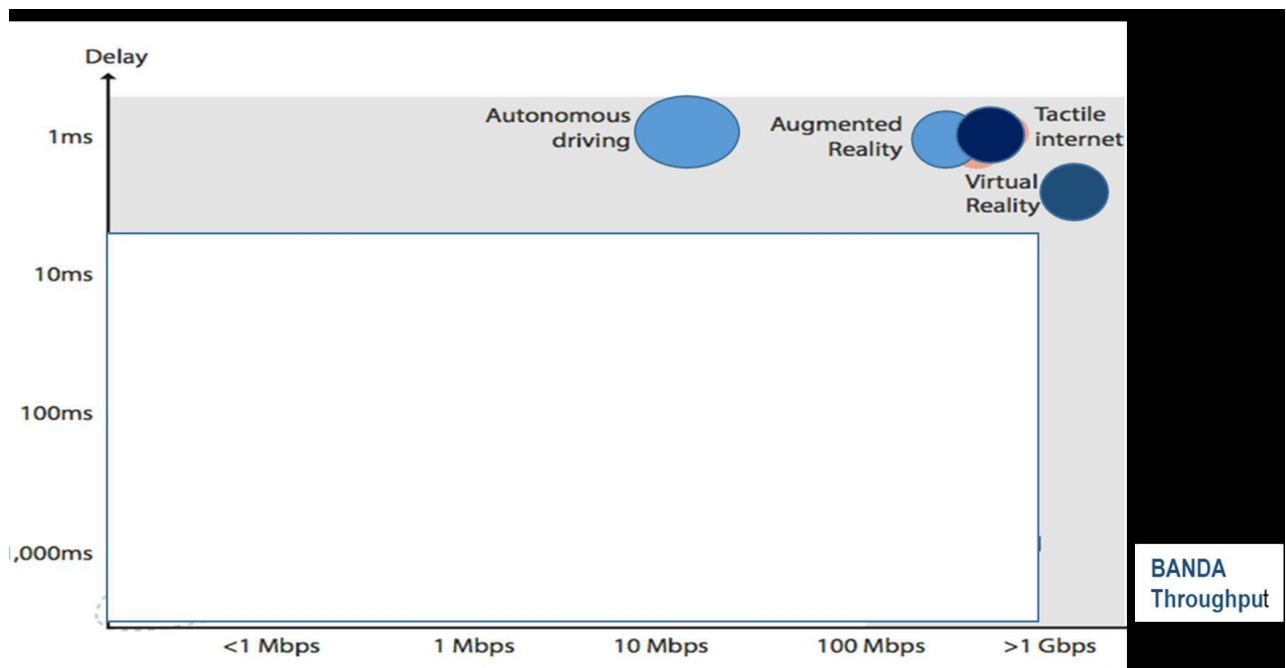 Delay
1ms
10ms
100ms
,000ms
Autonomous
driving
Augmented
Reality
Tactile
internet
Virtual
Reality
<1 Mbps
1 Mbps
10 Mbps
100 Mbps
>1 Gbps
BANDA
Throughput